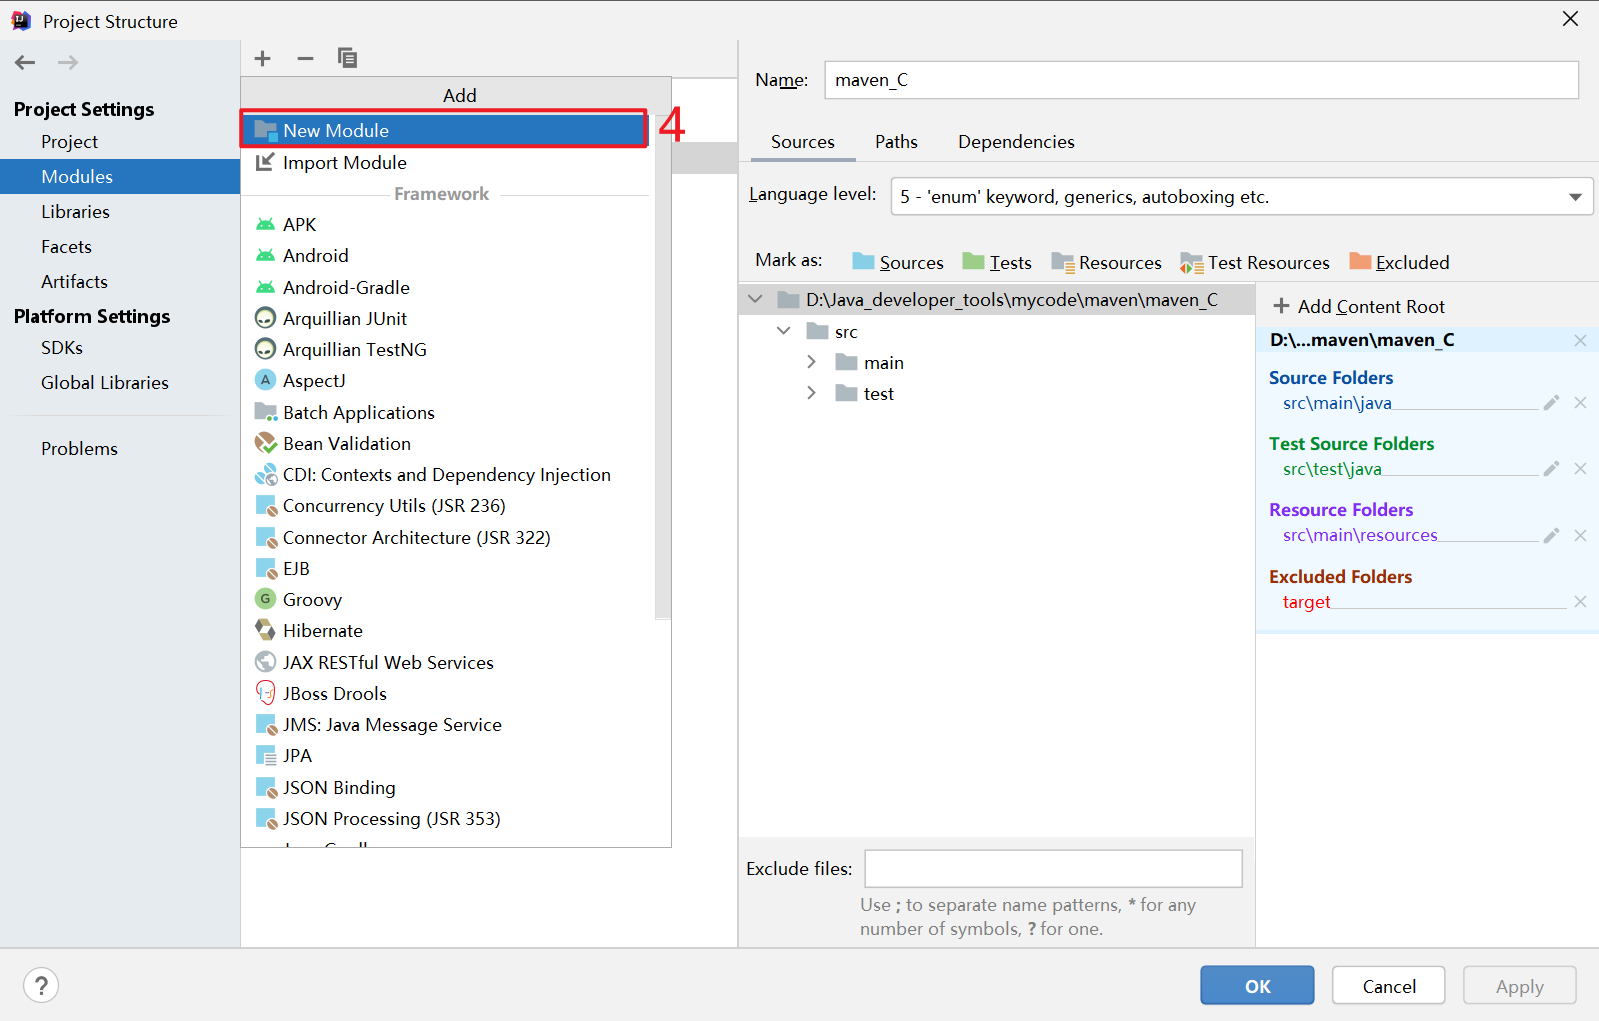 Project Structure
Project Settings
Project
Modules
Libraries
Facets
Artifacts
Platform Settings
SDKs
Global Libraries
Problems
Add
New Module
4
Import Module
Framework
APK
Android
Android-Gradle
Arquillian JUnit
Arquillian TestNG
AspectJ
Batch Applications
Bean Validation
CDI: Contexts and Dependency Injection
Concurrency Utils (JSR 236)
Connector Architecture (JSR 322)
EJB
Groovy
Hibernate
JAX RESTful Web Services
JBoss Drools
JMS: Java Message Service
JPA
JSON Binding
JSON Processing (JSR 353)
Name: maven_C
Sources Paths Dependencies
Language level: 5 - 'enum' keyword, generics, autoboxing etc.
Mark as: Sources Tests Resources Test Resources Excluded
D:\Java_developer_tools\mycode\maven\maven_C
src
main
test
Exclude files:
Use ; to separate name patterns, * for any
number of symbols, ? for one.
Add Content Root
D:\...maven\maven_C
Source Folders
src\main\java
Test Source Folders
src\test\java
Resource Folders
src\main\resources
Excluded Folders
target
? OK Cancel Apply